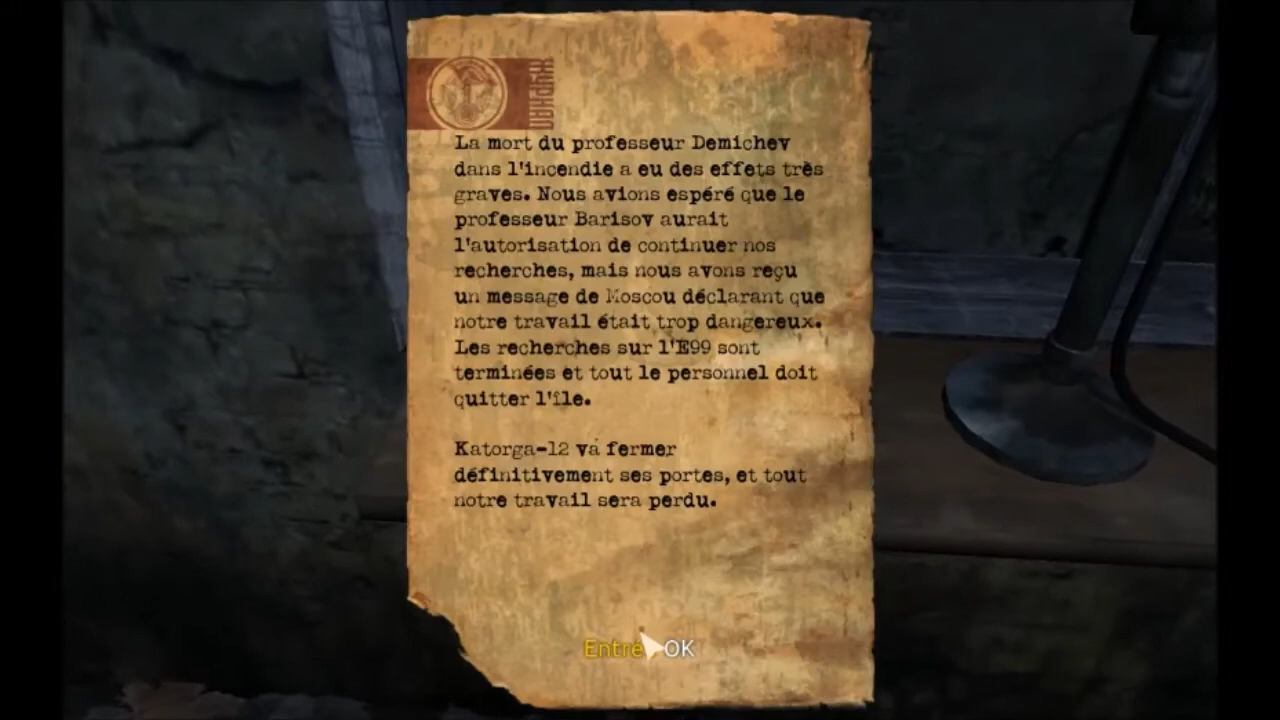 La mort du professeur Demichev
dans l'incendie a eu des effets très
graves. Nous avions espéré que le
professeur Barisov aurait
l'autorisation de continuer nos
recherches, mais nous avons reçu
un message de Moscou déclarant que
notre travail était trop dangereux.
Les recherches sur l'E99 sont
terminées et tout le personnel doit
quitter l'île.
Katorga-12 va fermer
définitivement ses portes, et tout
notre travail sera perdu.
Entré OK